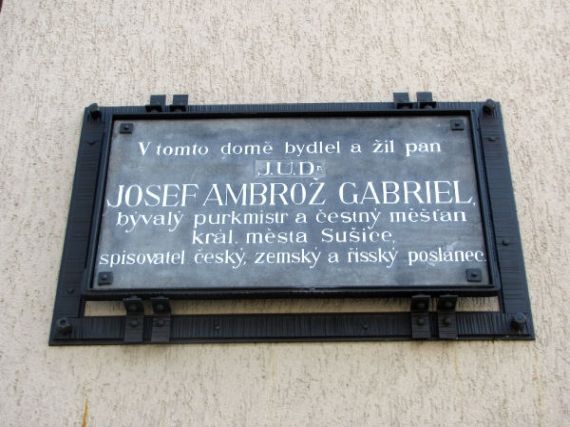 V tomto domě bydlel a žil pan
J.U.Dr.
JOSEF AMBROŽ GABRIEL,
bývalý purkmistr a čestný měšťan
král. města Sušice,
spisovatel český, zemský a říšský poslanec.